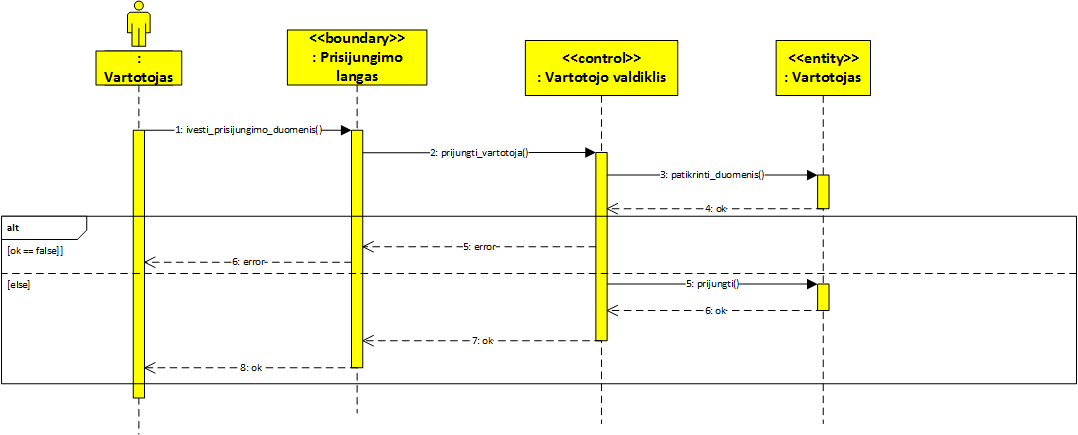 :
Vartotojas
<<boundary>>
: Prisijungimo
langas
<<control>>
: Vartotojo valdiklis
<<entity>>
: Vartotojas
1: ivesti_prisijungimo_duomenis()
2: prijungti_vartotoja()
3: patikrinti_duomenis()
4: ok
alt
[ok == false]]
5: error
6: error
[else]
5: prijungti()
6: ok
7: ok
8: ok